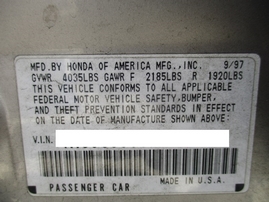 MFD. BY HONDA OF AMERICA MFG., INC. 9/97
GVWR 4035LBS GAWR F 2185LBS R 1920LBS
THIS VEHICLE CONFORMS TO ALL APPLICABLE
FEDERAL MOTOR VEHICLE SAFETY, BUMPER,
AND THEFT PREVENTION STANDARDS IN EFFECT
ON THE DATE OF MANUFACTURE SHOWN ABOVE.
V.I.N.
PASSENGER CAR MADE IN U.S.A.